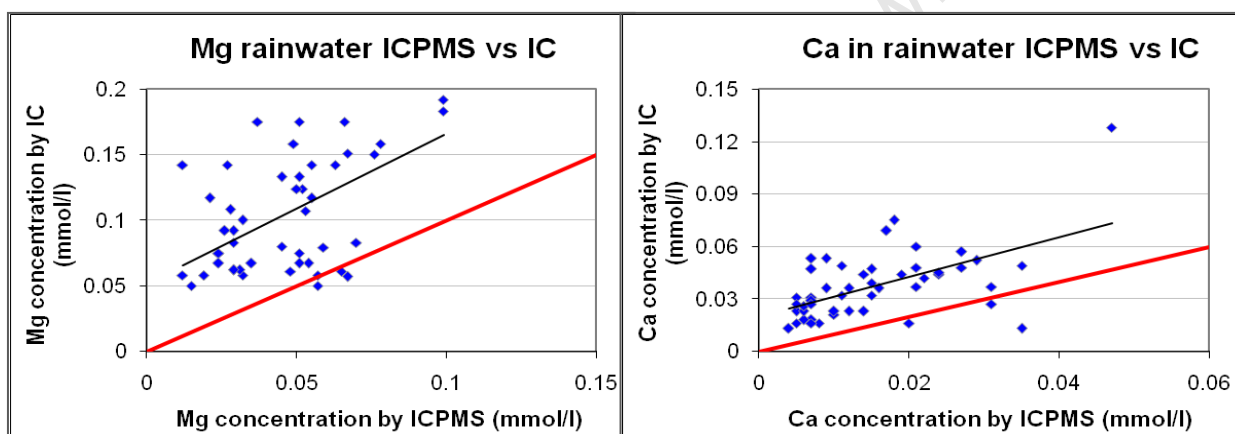 Mg rainwater ICPMS vs IC
Mg concentration by IC
(mmol/l)
0.2
0.15
0.1
0.05
0
0 0.05 0.1 0.15
Mg concentration by ICPMS (mmol/l)
Ca in rainwater ICPMS vs IC
Ca concentration by IC
(mmol/l)
0.15
0.12
0.09
0.06
0.03
0
0 0.02 0.04 0.06
Ca concentration by ICPMS (mmol/l)